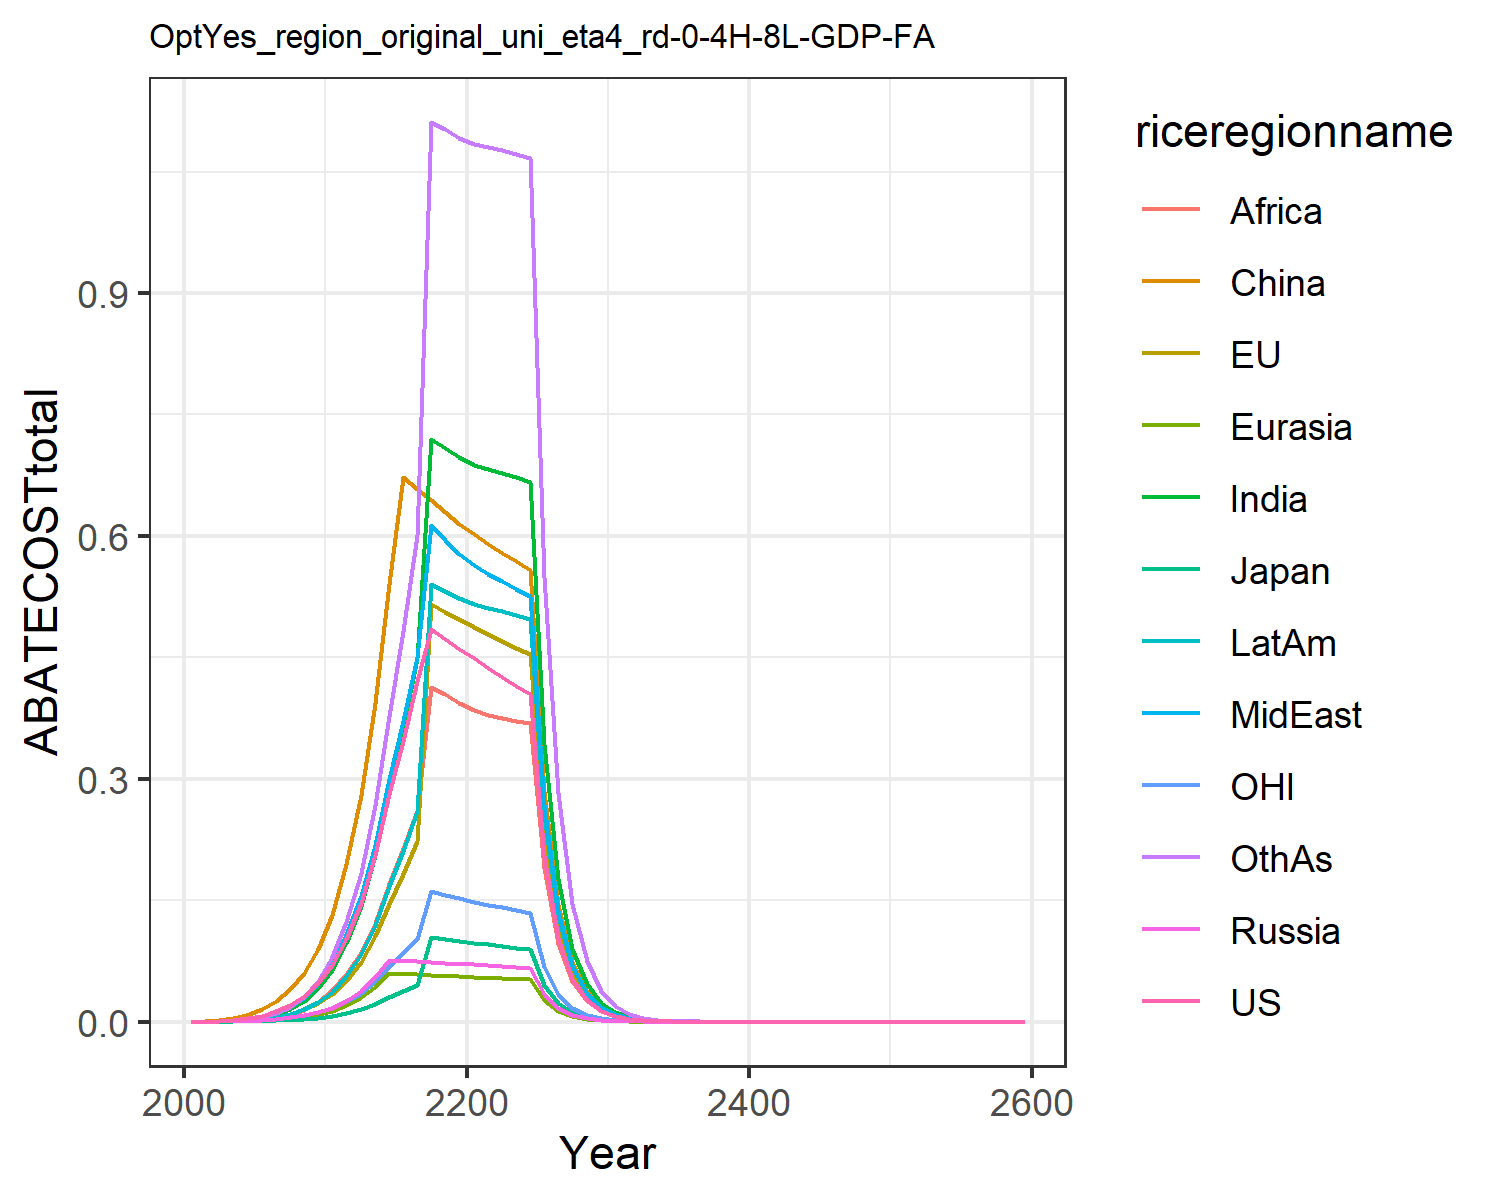 OptYes_region_original_uni_eta4_rd-0-4H-8L-GDP-FA
ABATECOSTtotal
0.9
0.6
0.3
0.0
2000
2200
2400
2600
Year
riceregionname
Africa
China
EU
Eurasia
India
Japan
LatAm
MidEast
OHI
OthAs
Russia
US